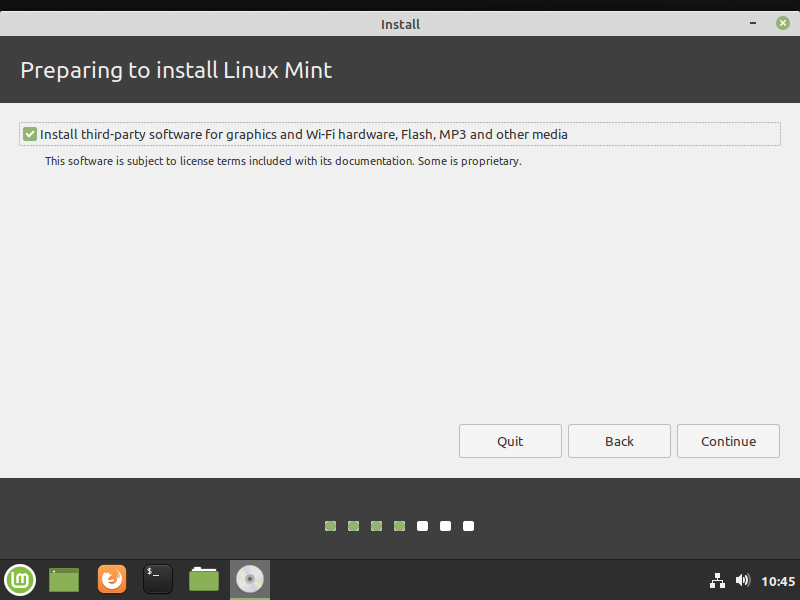 Install
Preparing to install Linux Mint
Install third-party software for graphics and Wi-Fi hardware, Flash, MP3 and other media
This software is subject to license terms included with its documentation. Some is proprietary.
Quit
Back
Continue
$_
10:45